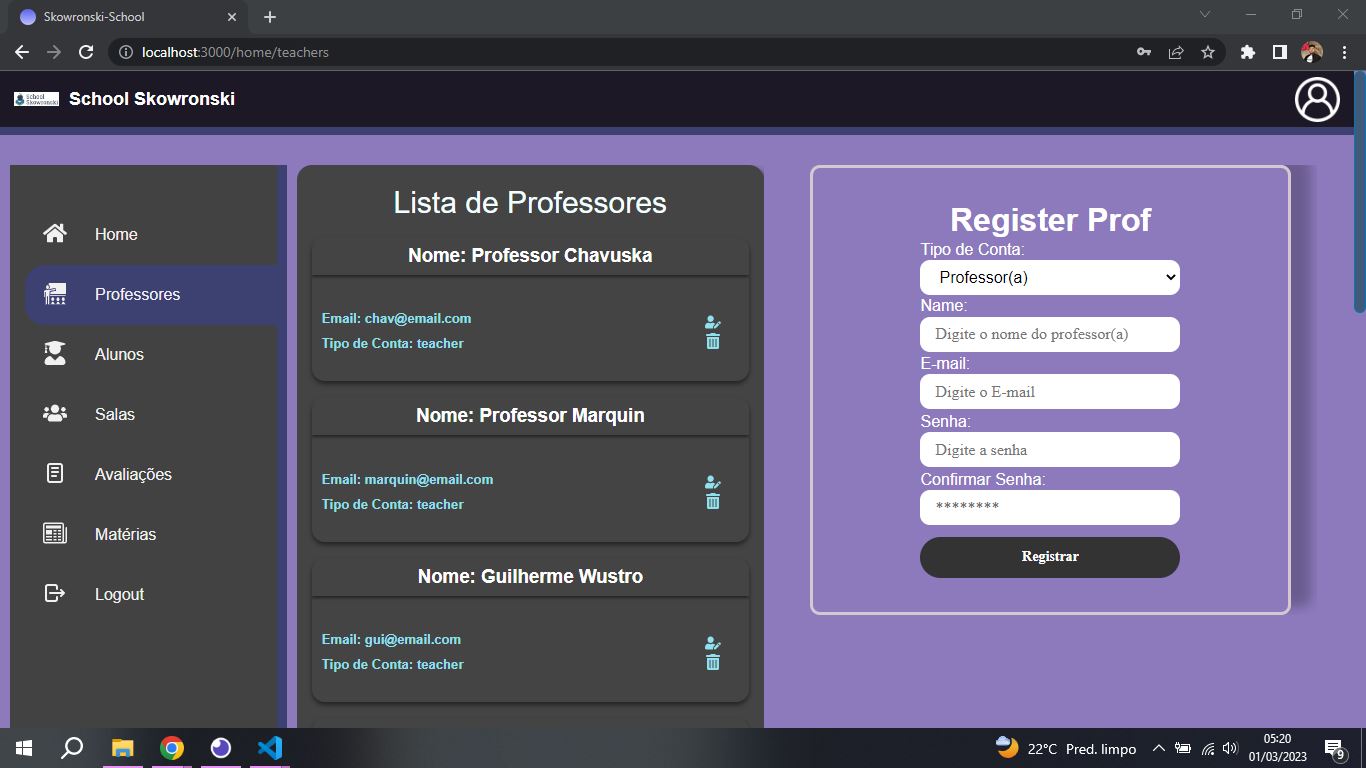 Skowronski-School
localhost:3000/home/teachers
School Skowronski
School Skowronski
Home
Professores
Alunos
Salas
Avaliações
Matérias
Logout
Lista de Professores
Nome: Professor Chavuska
Email: chav@email.com
Tipo de Conta: teacher
Nome: Professor Marquin
Email: marquin@email.com
Tipo de Conta: teacher
Nome: Guilherme Wustro
Email: gui@email.com
Tipo de Conta: teacher
Register Prof
Tipo de Conta:
Professor(a)
Name:
Digite o nome do professor(a)
E-mail:
Digite o E-mail
Senha:
Digite a senha
Confirmar Senha:
********
Registrar
22°C Pred. limpo
05:20
01/03/2023
9